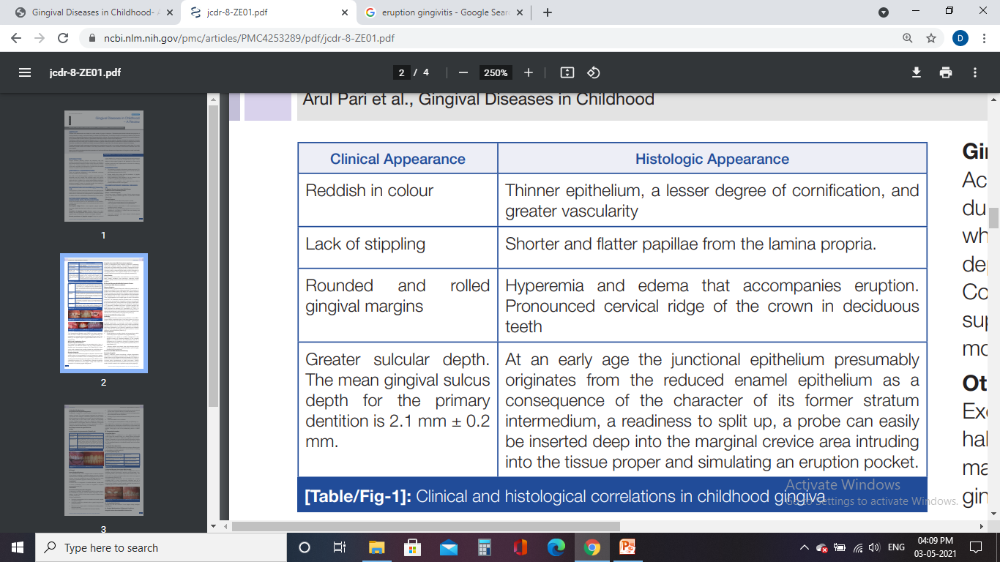 Gingival Diseases in Childhood-
jcdr-8-ZE01.pdf
eruption gingivitis - Google Sear
ncbi.nlm.nih.gov/pmc/articles/PMC4253289/pdf/jcdr-8-ZE01.pdf
D
jcdr-8-ZE01.pdf
2 / 4
250%
Arul Pari et al., Gingival Diseases in Childhood
Clinical Appearance
Histologic Appearance
Reddish in colour
Thinner epithelium, a lesser degree of cornification, and
greater vascularity
Lack of stippling
Shorter and flatter papillae from the lamina propria.
Rounded and rolled
gingival margins
Hyperemia and edema that accompanies eruption.
Pronounced cervical ridge of the crown in deciduous
teeth
Greater sulcular depth.
The mean gingival sulcus
depth for the primary
dentition is 2.1 mm ± 0.2
mm.
At an early age the junctional epithelium presumably
originates from the reduced enamel epithelium as a
consequence of the character of its former stratum
intermedium, a readiness to split up, a probe can easily
be inserted deep into the marginal crevice area intruding
into the tissue proper and simulating an eruption pocket.
[Table/Fig-1]: Clinical and histological correlations in childhood gingiva
Gi
Ac
du
wh
de
Co
su
mo
Ot
Ex
hal
ma
gin
1
2
3
Activate Windows
Go to Settings to activate Windows.
Type here to search
ENG
04:09 PM
03-05-2021